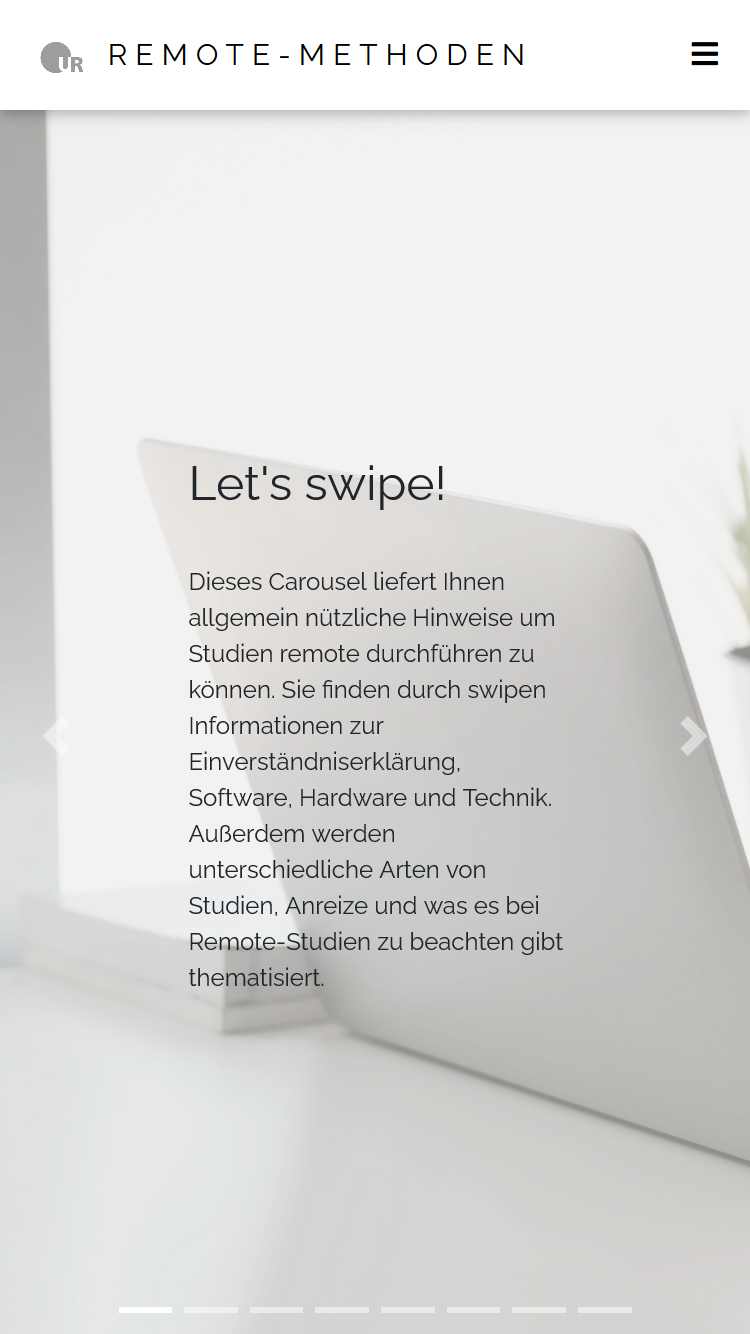 UR REMOTE-METHODEN
Let's swipe!
Dieses Carousel liefert Ihnen
allgemein nützliche Hinweise um
Studien remote durchführen zu
können. Sie finden durch swipen
Informationen zur
Einverständniserklärung,
Software, Hardware und Technik.
Außerdem werden
unterschiedliche Arten von
Studien, Anreize und was es bei
Remote-Studien zu beachten gibt
thematisiert.